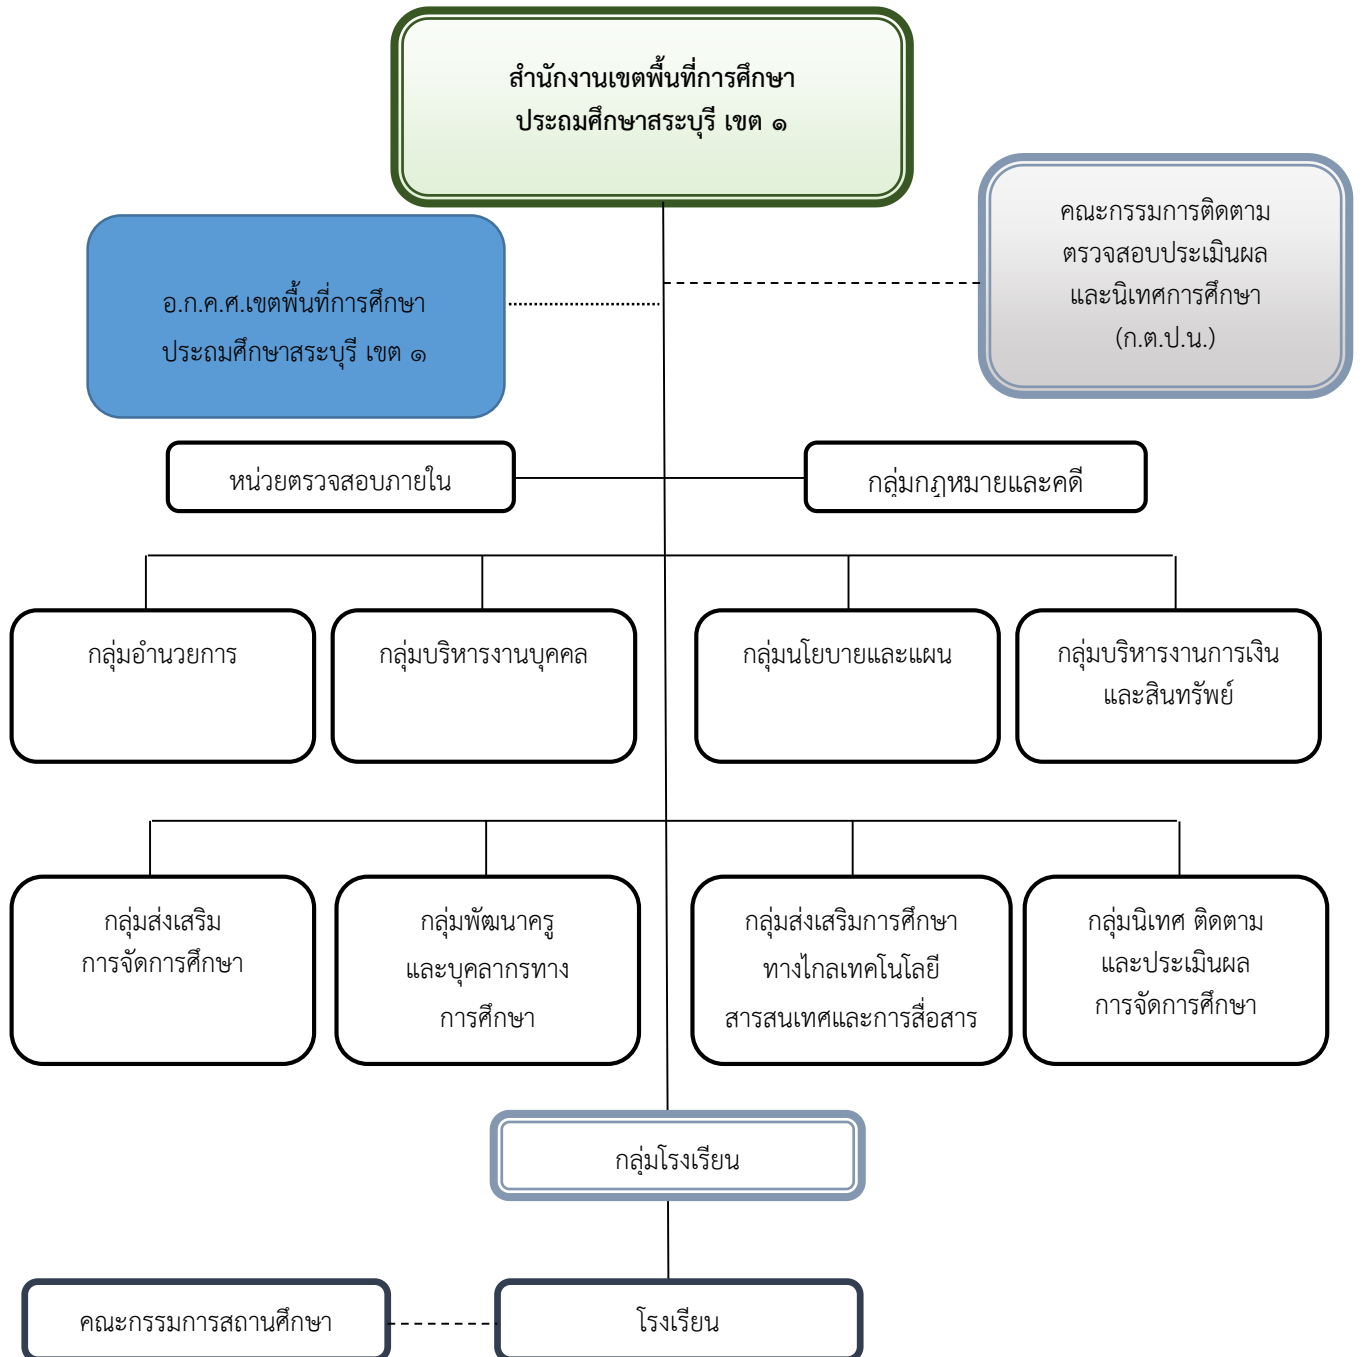 สำนักงานเขตพื้นที่การศึกษา
ประถมศึกษาสระบุรี เขต ๑
คณะกรรมการติดตาม
ตรวจสอบประเมินผล
และนิเทศการศึกษา
(ก.ต.ป.น.)
อ.ก.ค.ศ.เขตพื้นที่การศึกษา
ประถมศึกษาสระบุรี เขต ๑
หน่วยตรวจสอบภายใน
กลุ่มกฎหมายและคดี
กลุ่มอำนวยการ
กลุ่มบริหารงานบุคคล
กลุ่มนโยบายและแผน
กลุ่มบริหารงานการเงิน
และสินทรัพย์
กลุ่มส่งเสริม
การจัดการศึกษา
กลุ่มพัฒนาครู
และบุคลากรทาง
การศึกษา
กลุ่มส่งเสริมการศึกษา
ทางไกลเทคโนโลยี
สารสนเทศและการสื่อสาร
กลุ่มนิเทศ ติดตาม
และประเมินผล
การจัดการศึกษา
กลุ่มโรงเรียน
คณะกรรมการสถานศึกษา
โรงเรียน